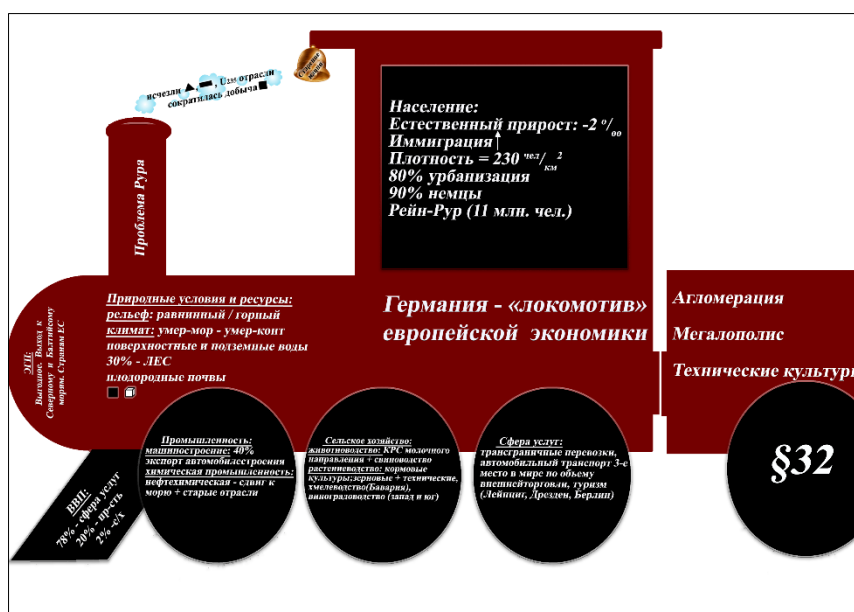 исчезли ▲, ▬, U235 отрасли
сократилась добыча ■
Старение нации
Проблема Рура
Население:
Естественный прирост: -2 º/оо
Иммиграция↑
Плотность = 230 чел/км²
80% урбанизация
90% немцы
Рейн-Рур (11 млн. чел.)
ЭГП:
Выгодное. Выход к
Северному и Балтийскому
морям. Странам ЕС
Природные условия и ресурсы:
рельеф: равнинный / горный
климат: умер-мор - умер-конт
поверхностные и подземные воды
30% - ЛЕС
плодородные почвы
Германия - «локомотив»
европейской экономики
Агломерация
Мегалополис
Технические культуры
ВВП:
78% - сфера услуг
20% - пр-сть
2% -с/х
Промышленность:
машиностроение: 40%
экспорт автомобилестроения
химическая промышленность:
нефтехимическая - сдвиг к
морю + старые отрасли
Сельское хозяйство:
животноводство: КРС молочного
направления + свиноводство
растениеводство: кормовые
культуры;зерновые + технические,
хмелеводство(Бавария),
виноградоводство (запад и юг)
Сфера услуг:
трансграничные перевозки,
автомобильный транспорт 3-е
место в мире по объему
внешнейторговли, туризм
(Лейпциг, Дрезден, Берлин)
§32